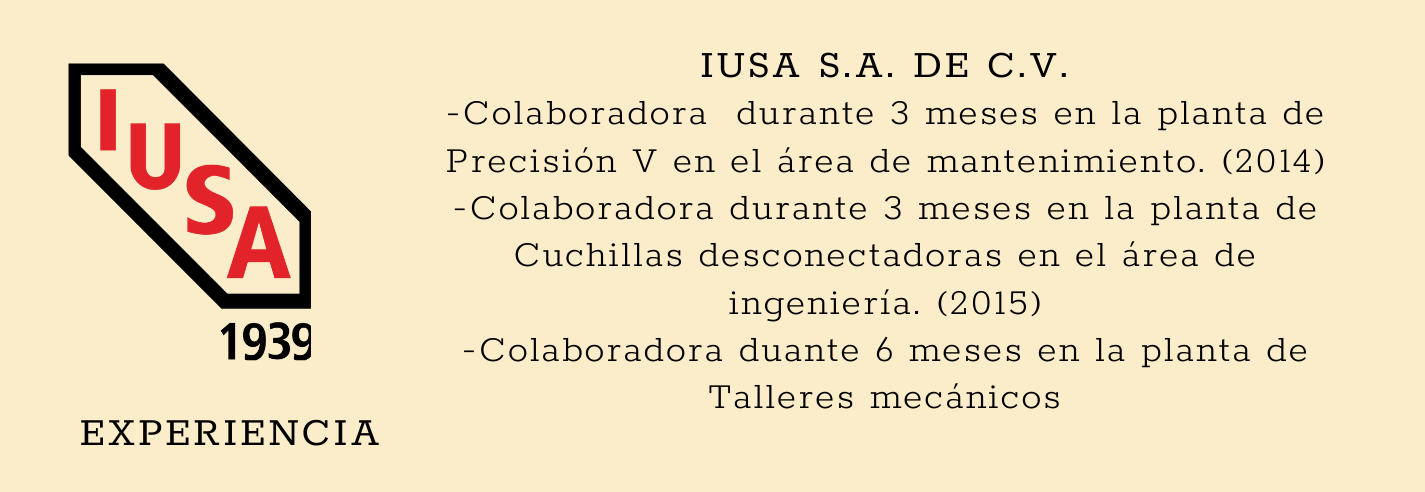 IUSA
1939
EXPERIENCIA
IUSA S.A. DE C.V.
-Colaboradora durante 3 meses en la planta de
Precisión V en el área de mantenimiento. (2014)
-Colaboradora durante 3 meses en la planta de
Cuchillas desconectadoras en el área de
ingeniería. (2015)
-Colaboradora duante 6 meses en la planta de
Talleres mecánicos